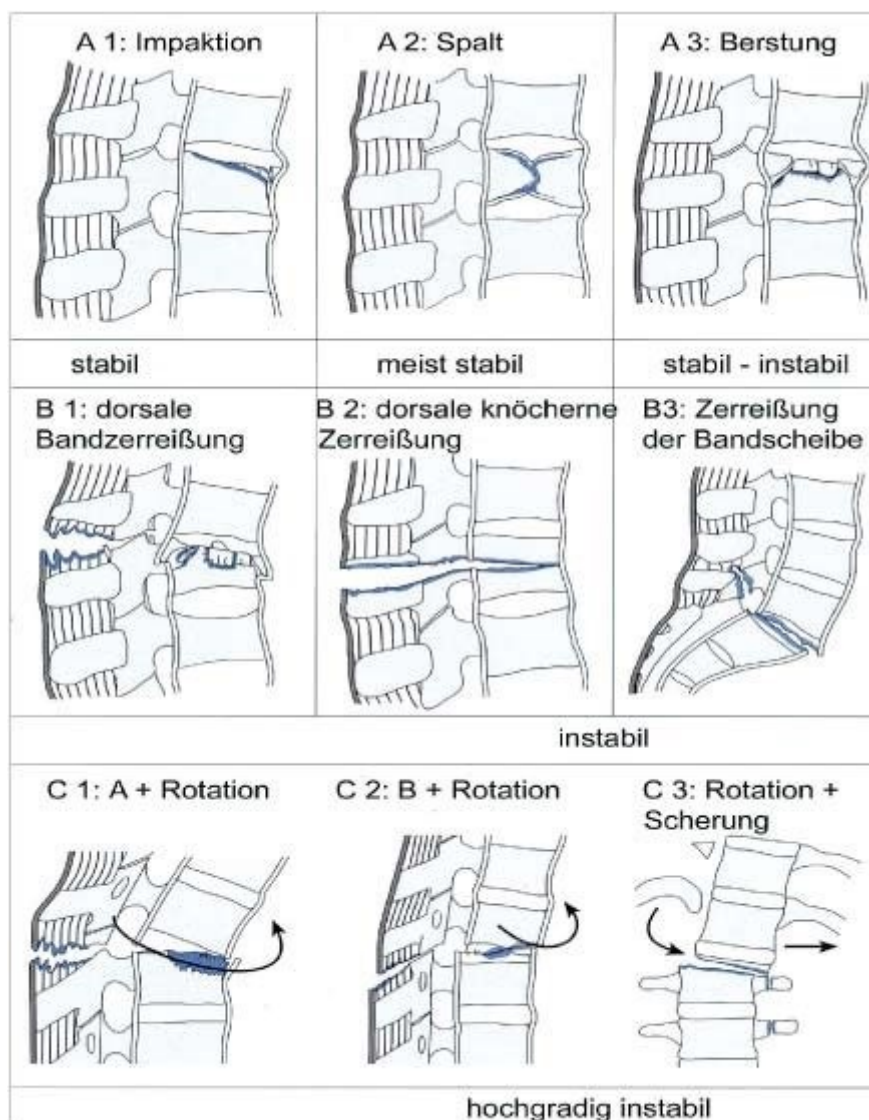 A 1: Impaktion
A 2: Spalt
A 3: Berstung
stabil
meist stabil
stabil - instabil
B 1: dorsale
Bandzerreißung
B 2: dorsale knöcherne
Zerreißung
B3: Zerreißung
der Bandscheibe
instabil
C 1: A + Rotation
C 2: B + Rotation
C 3: Rotation +
Scherung
hochgradig instabil